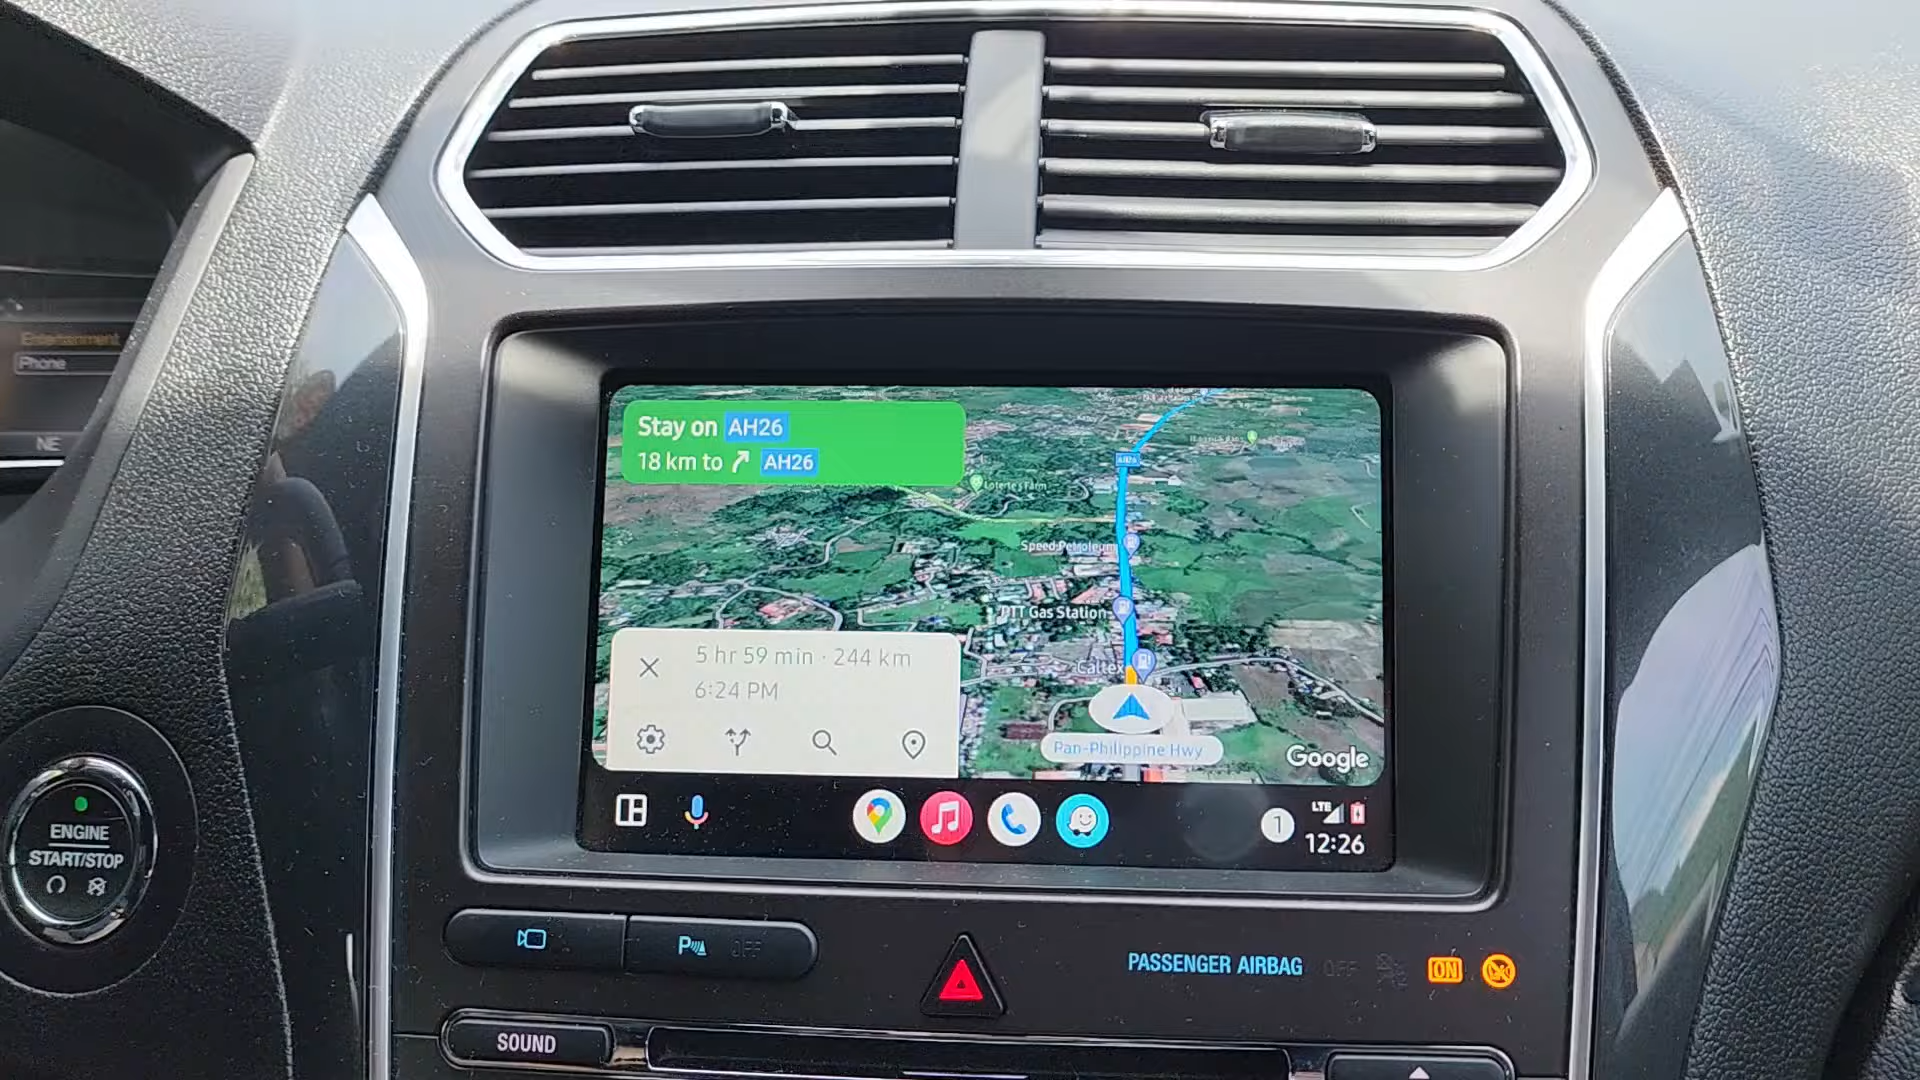 Entertainment
Phone
NE
Stay on AH26
18 km to AH26
AH26
Loterte's Farm
Speed Petroleum
PTT Gas Station
Caltex
5 hr 59 min · 244 km
6:24 PM
Pan-Philippine Hwy
Google
1
LTE
12:26
ENGINE
START/STOP
P OFF
PASSENGER AIRBAG OFF ON
SOUND